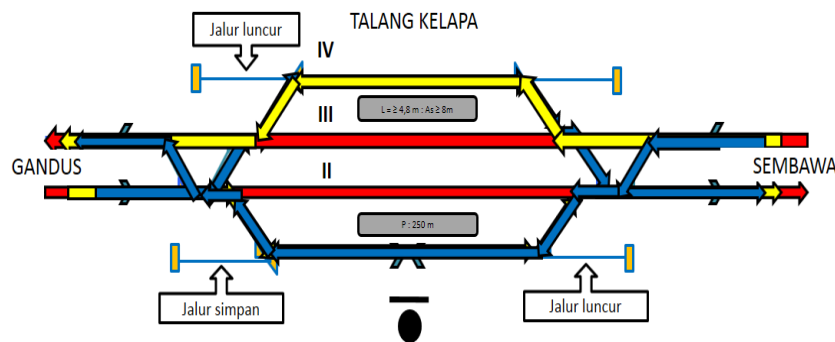 TALANG KELAPA
Jalur luncur
IV
L = ≥ 4,8 m : As ≥ 8m
III
GANDUS
II
SEMBAWA
P : 250 m
Jalur simpan
Jalur luncur